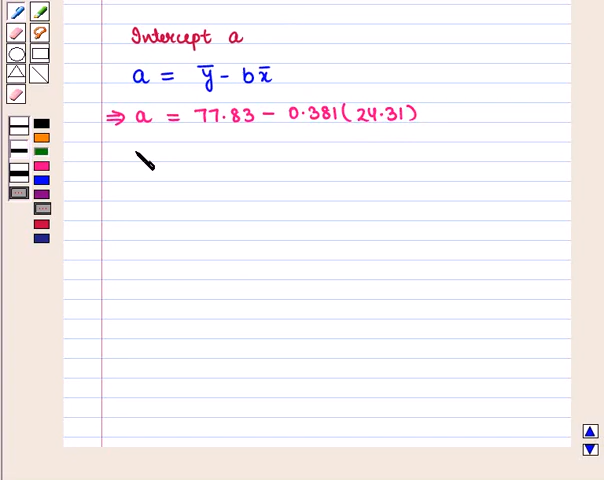 Intercept a
a = y̅ - bx̅
⇒ a = 77.83 - 0.381(24.31)